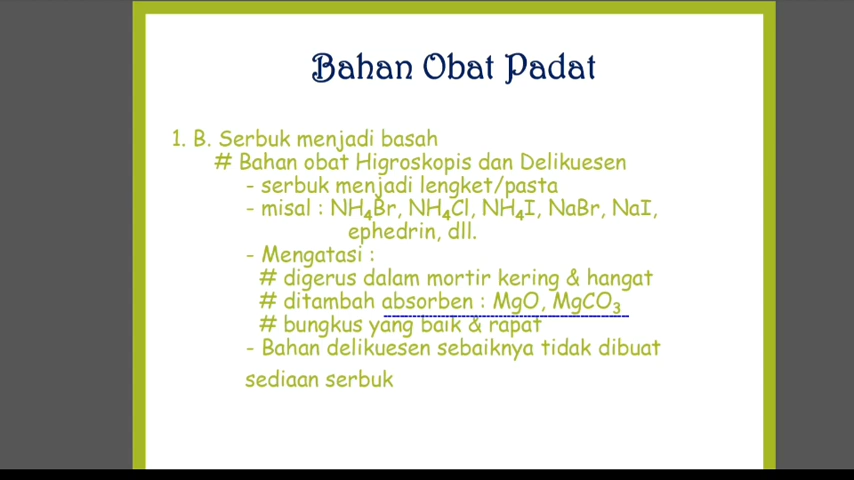 Bahan Obat Padat
1. B. Serbuk menjadi basah
# Bahan obat Higroskopis dan Delikuesen
- serbuk menjadi lengket/pasta
- misal : NH₄Br, NH₄Cl, NH₄I, NaBr, NaI,
ephedrin, dll.
- Mengatasi :
# digerus dalam mortir kering & hangat
# ditambah absorben : MgO, MgCO₃
# bungkus yang baik & rapat
- Bahan delikuesen sebaiknya tidak dibuat
sediaan serbuk